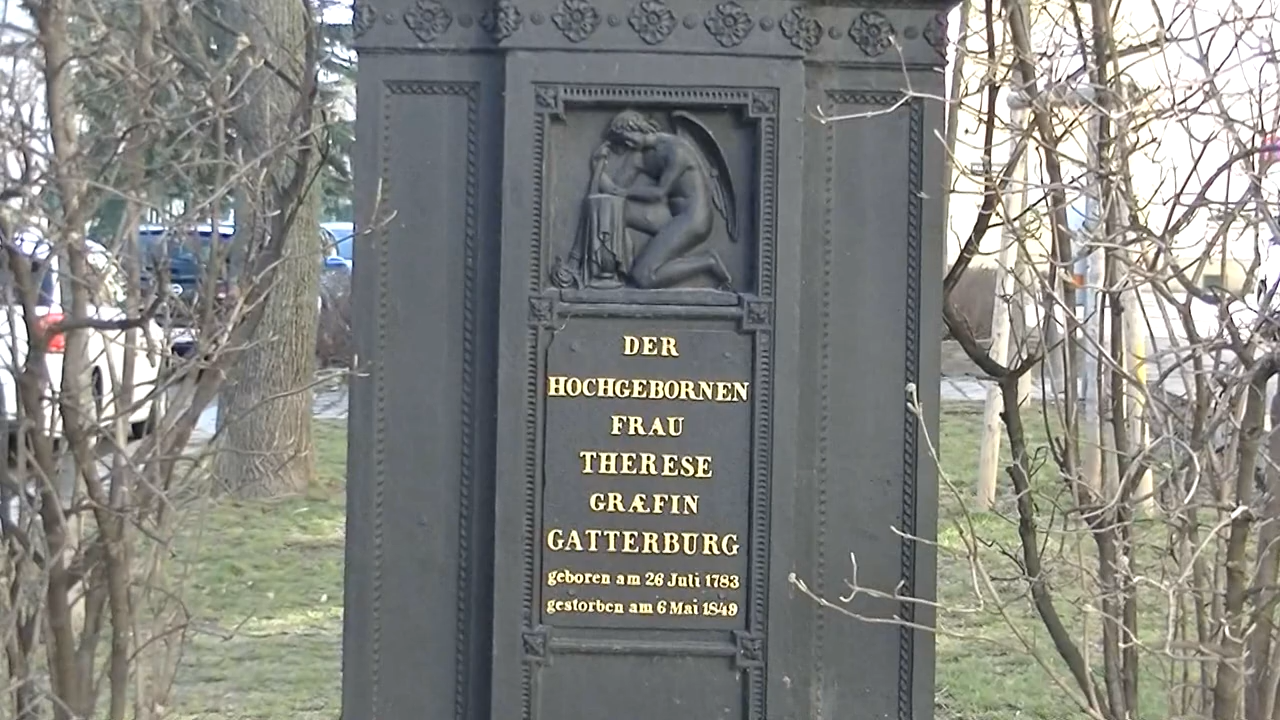 DER
HOCHGEBORNEN
FRAU
THERESE
GRÆFIN
GATTERBURG
geboren am 26 Juli 1783
gestorben am 6 Mai 1849